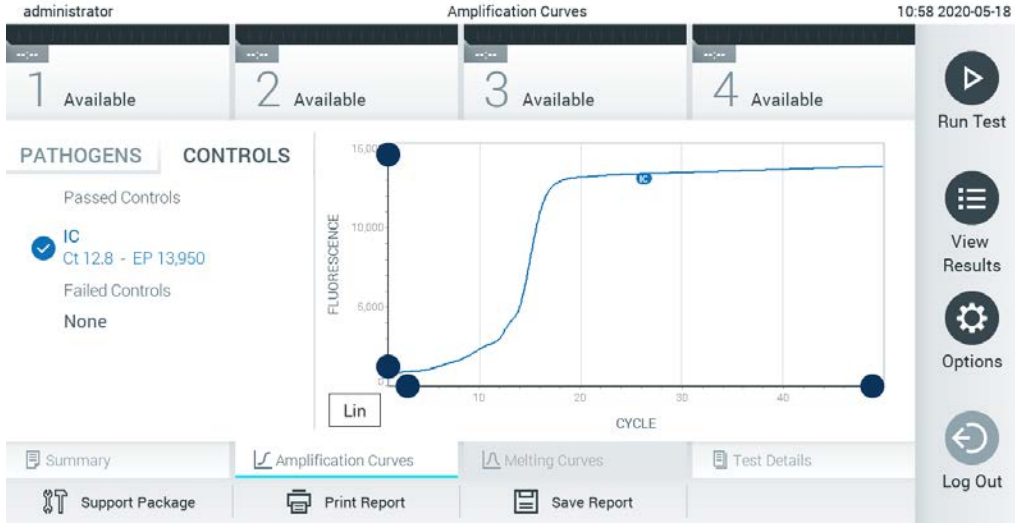 administrator
Amplification Curves
10:58 2020-05-18
--:--
--:--
--:--
--:--
1 Available
2 Available
3 Available
4 Available
Run Test
PATHOGENS
CONTROLS
Passed Controls
IC
Ct 12.8 - EP 13,950
Failed Controls
None
15,00
10,000
5,000
0
FLUORESCENCE
IC
10
20
30
40
CYCLE
Lin
View
Results
Options
Log Out
Summary
Amplification Curves
Melting Curves
Test Details
Support Package
Print Report
Save Report